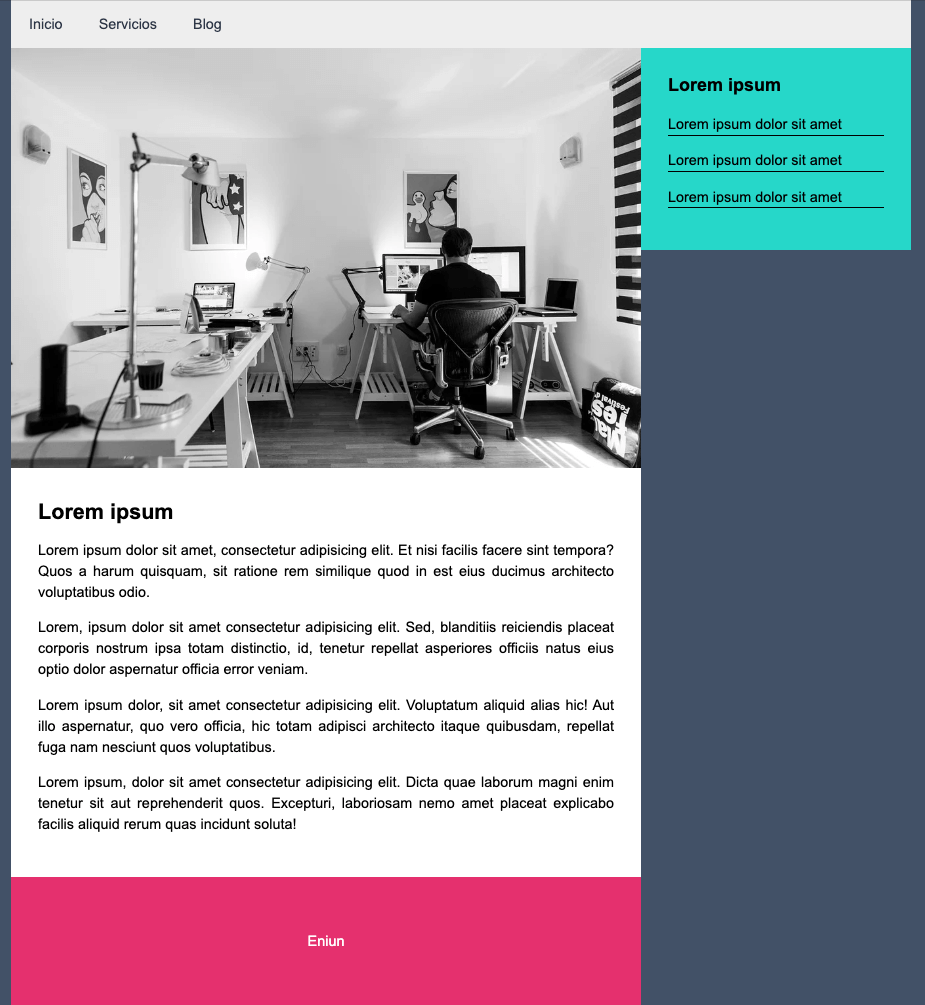 Inicio Servicios Blog
Lorem ipsum
Lorem ipsum dolor sit amet
Lorem ipsum dolor sit amet
Lorem ipsum dolor sit amet
Lorem ipsum
Lorem ipsum dolor sit amet, consectetur adipisicing elit. Et nisi facilis facere sint tempora?
Quos a harum quisquam, sit ratione rem similique quod in est eius ducimus architecto
voluptatibus odio.
Lorem, ipsum dolor sit amet consectetur adipisicing elit. Sed, blanditiis reiciendis placeat
corporis nostrum ipsa totam distinctio, id, tenetur repellat asperiores officiis natus eius
optio dolor aspernatur officia error veniam.
Lorem ipsum dolor, sit amet consectetur adipisicing elit. Voluptatum aliquid alias hic! Aut
illo aspernatur, quo vero officia, hic totam adipisci architecto itaque quibusdam, repellat
fuga nam nesciunt quos voluptatibus.
Lorem ipsum, dolor sit amet consectetur adipisicing elit. Dicta quae laborum magni enim
tenetur sit aut reprehenderit quos. Excepturi, laboriosam nemo amet placeat explicabo
facilis aliquid rerum quas incidunt soluta!
Eniun